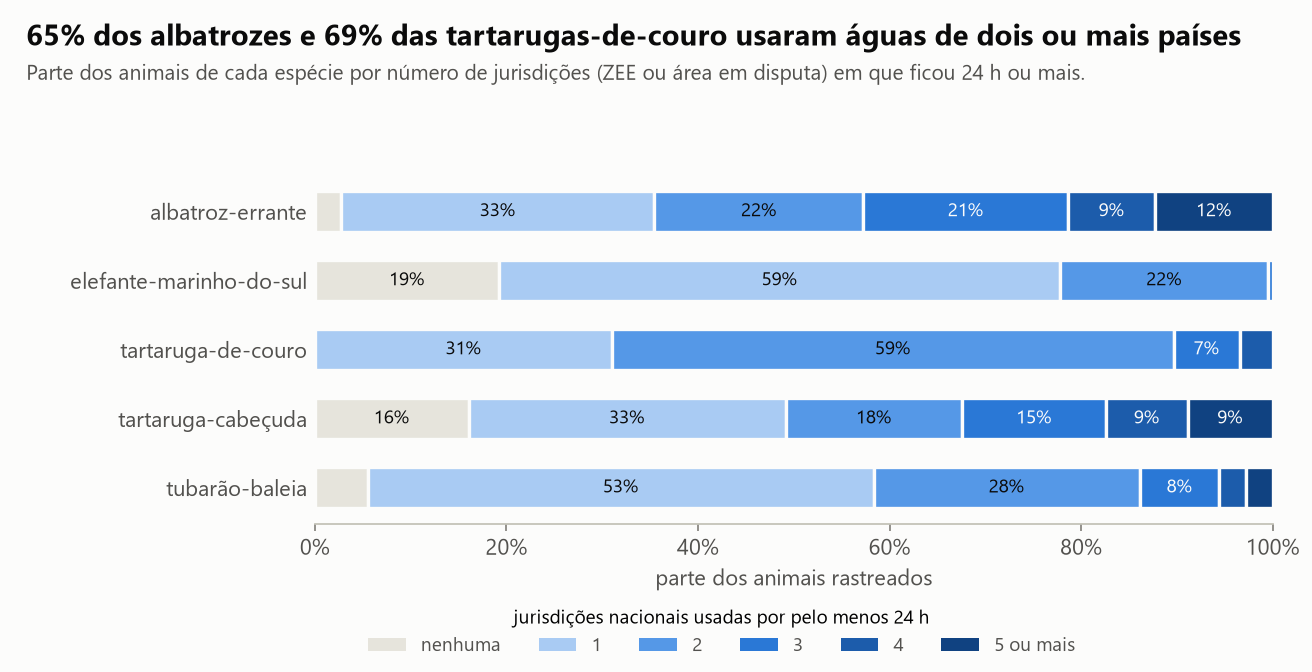 65% dos albatrozes e 69% das tartarugas-de-couro usaram águas de dois ou mais países
Parte dos animais de cada espécie por número de jurisdições (ZEE ou área em disputa) em que ficou 24 h ou mais.
albatroz-errante 33% 22% 21% 9% 12%
elefante-marinho-do-sul 19% 59% 22%
tartaruga-de-couro 31% 59% 7%
tartaruga-cabeçuda 16% 33% 18% 15% 9% 9%
tubarão-baleia 53% 28% 8%
0% 20% 40% 60% 80% 100%
parte dos animais rastreados
jurisdições nacionais usadas por pelo menos 24 h
nenhuma 1 2 3 4 5 ou mais